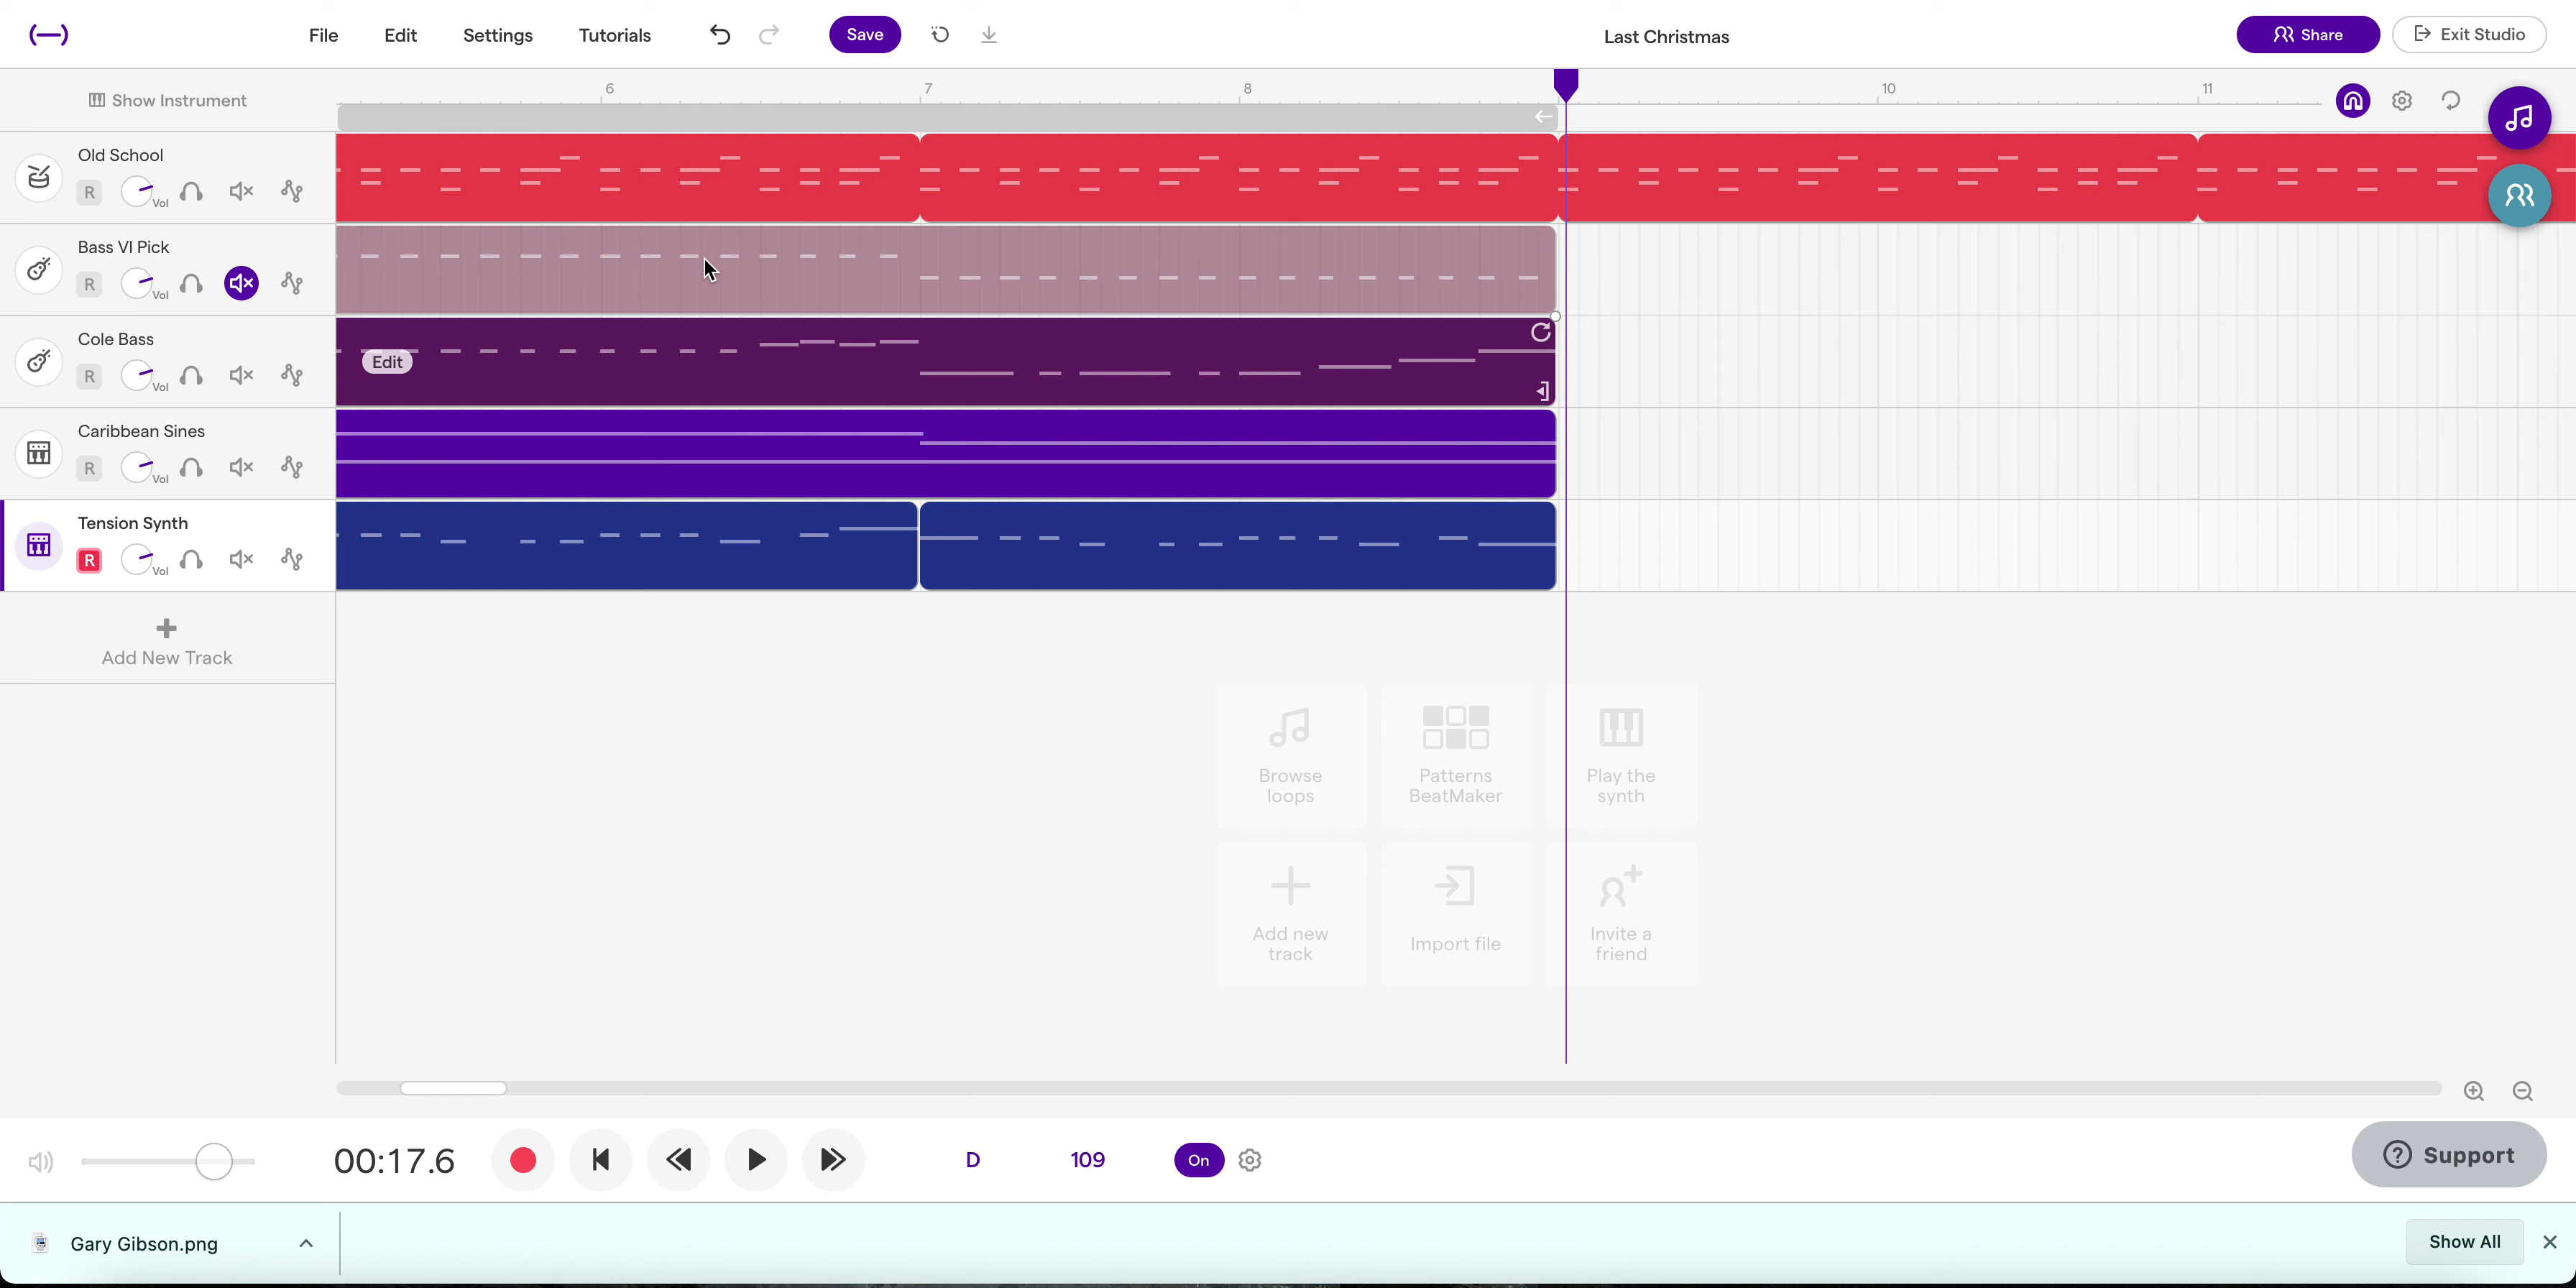 File Edit Settings Tutorials Save Last Christmas Share Exit Studio
Show Instrument 6 7 8 10 11
Old School
R Vol
Bass VI Pick
R Vol
Cole Bass
Edit
R Vol
Caribbean Sines
R Vol
Tension Synth
R Vol
Add New Track
Browse
loops
Patterns
BeatMaker
Play the
synth
Add new
track
Import file
Invite a
friend
00:17.6 D 109 On Support
Gary Gibson.png Show All